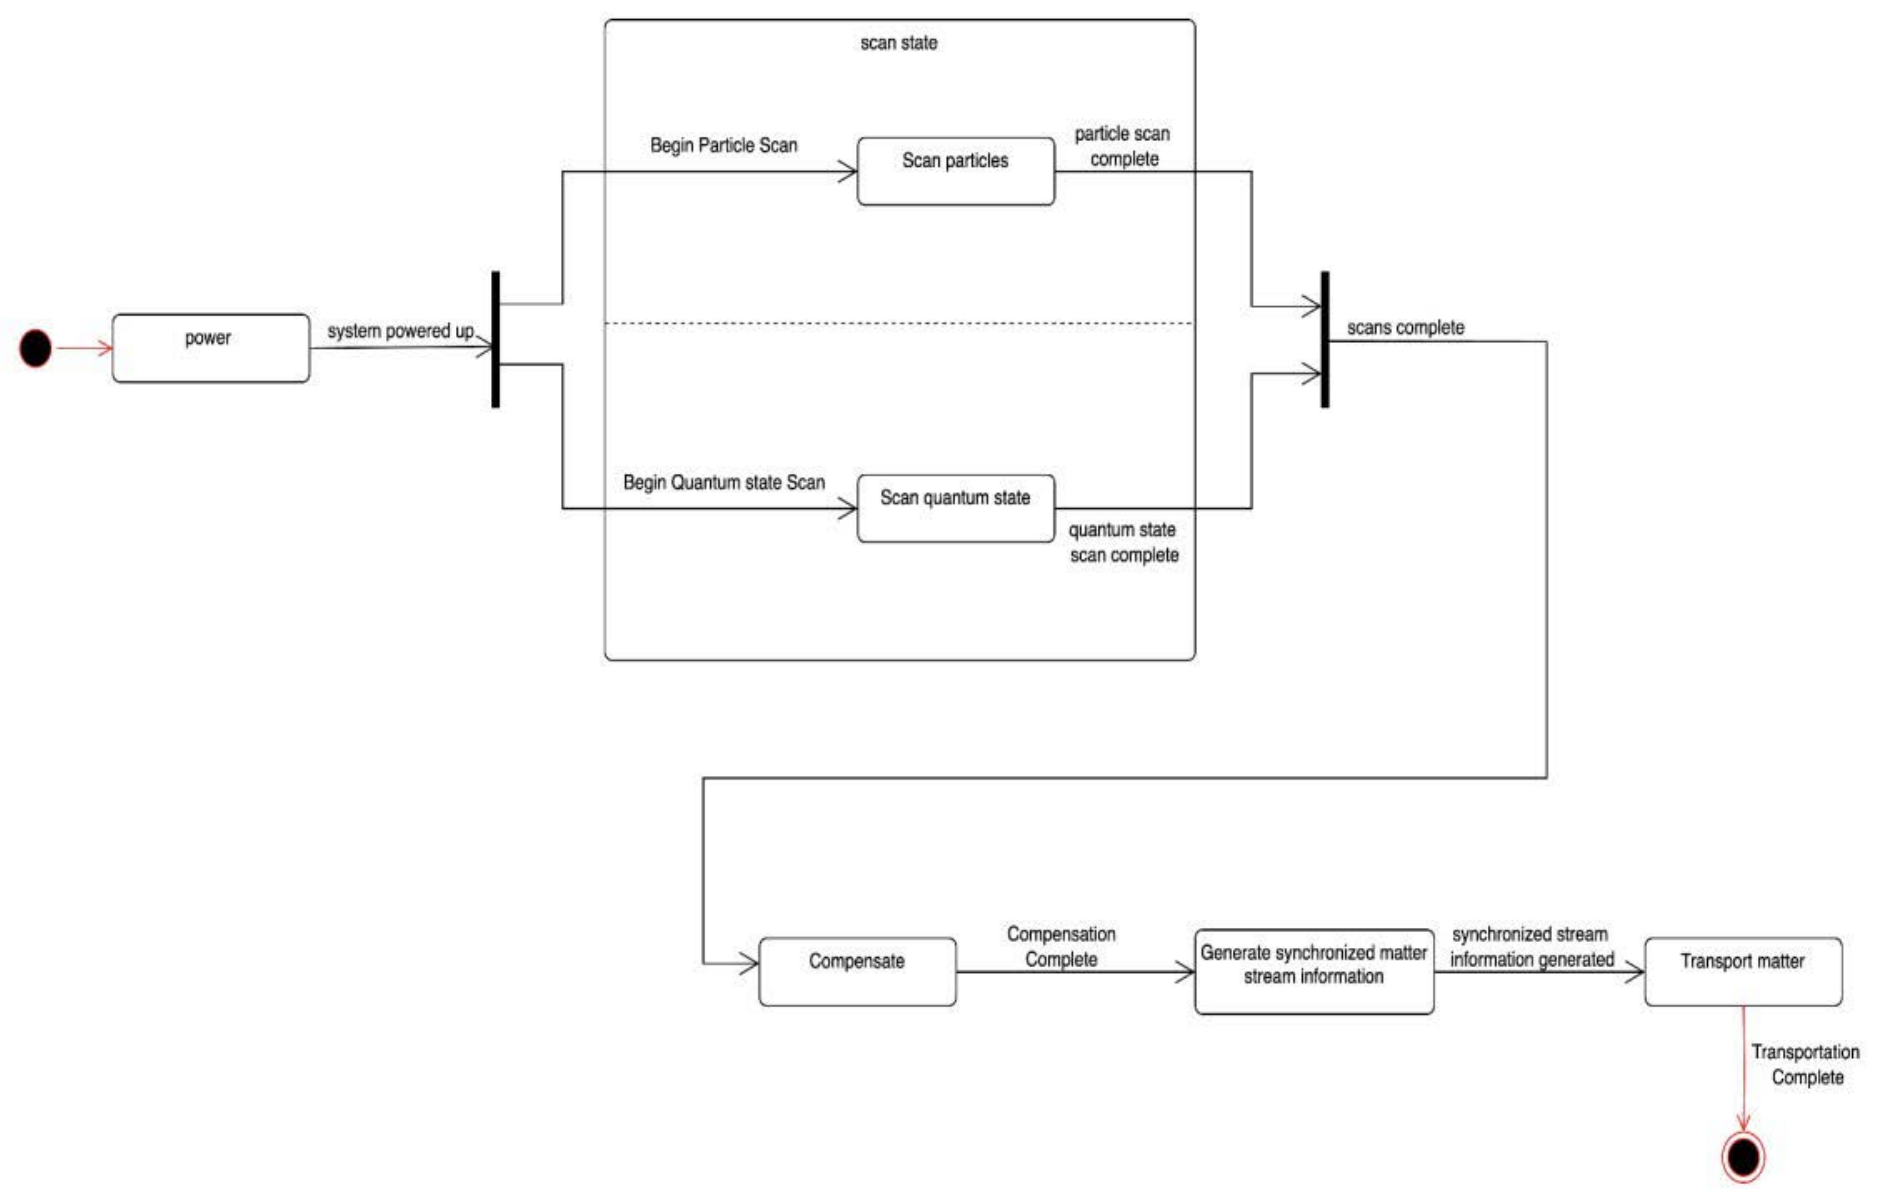 scan state
Begin Particle Scan
Scan particles
particle scan
complete
power
system powered up
scans complete
Begin Quantum state Scan
Scan quantum state
quantum state
scan complete
Compensate
Compensation
Complete
Generate synchronized matter
stream information
synchronized stream
information generated
Transport matter
Transportation
Complete